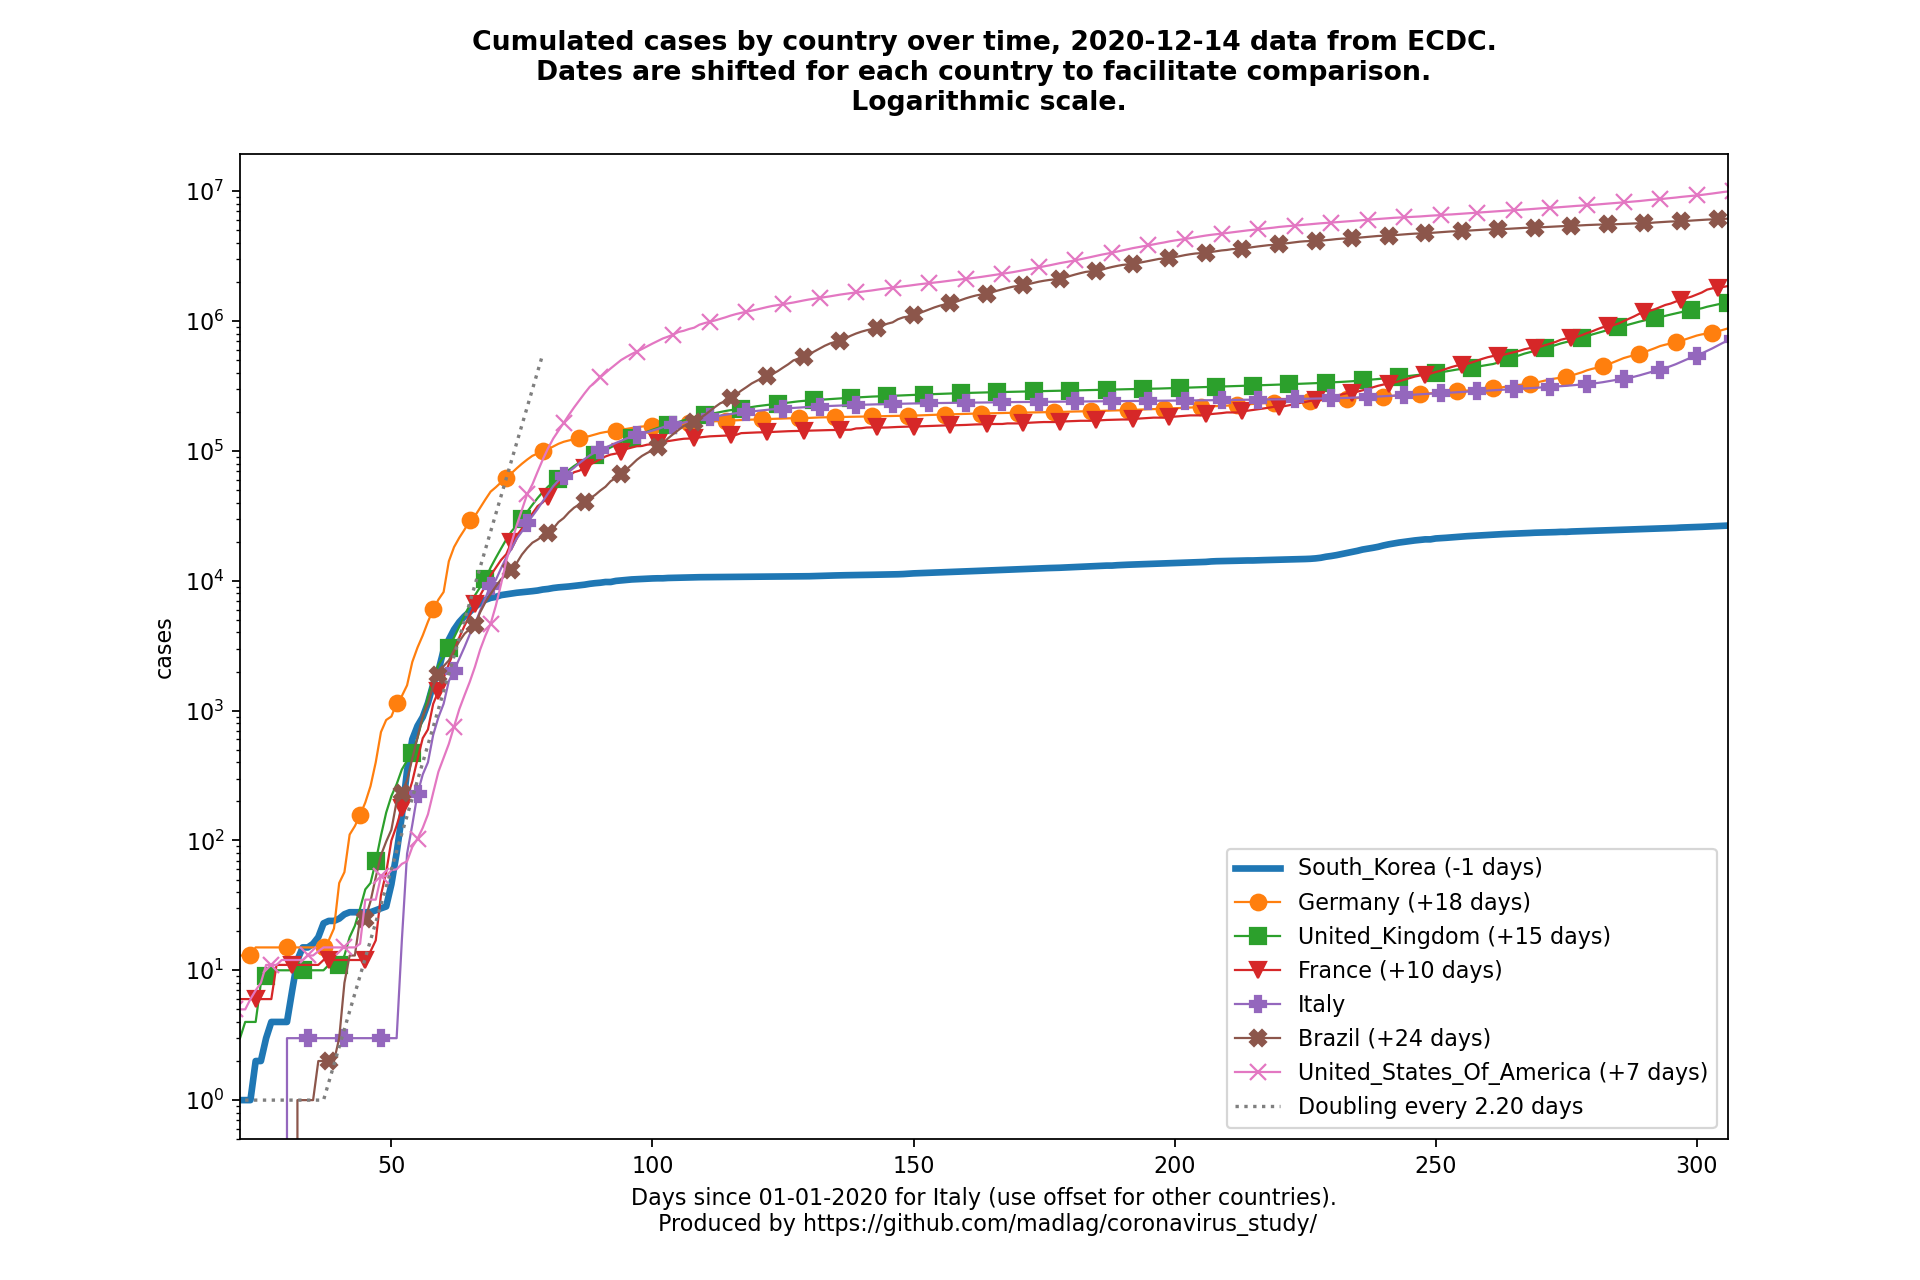 Cumulated cases by country over time, 2020-12-14 data from ECDC.
Dates are shifted for each country to facilitate comparison.
Logarithmic scale.
10^7
10^6
10^5
10^4
10^3
10^2
10^1
10^0
cases
South_Korea (-1 days)
Germany (+18 days)
United_Kingdom (+15 days)
France (+10 days)
Italy
Brazil (+24 days)
United_States_Of_America (+7 days)
Doubling every 2.20 days
50 100 150 200 250 300
Days since 01-01-2020 for Italy (use offset for other countries).
Produced by https://github.com/madlag/coronavirus_study/